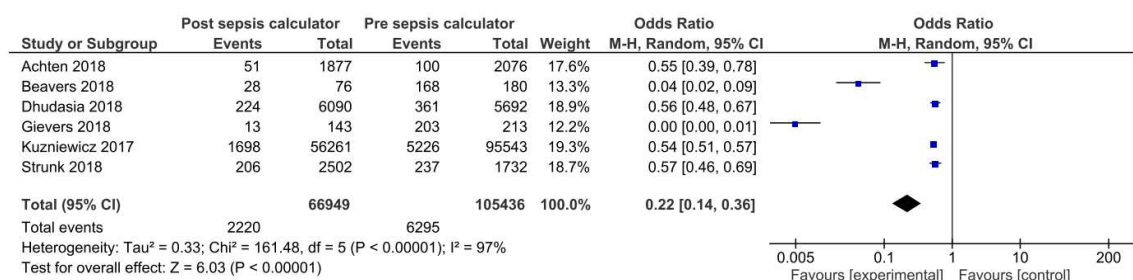 Post sepsis calculator Pre sepsis calculator Odds Ratio Odds Ratio
Study or Subgroup Events Total Events Total Weight M-H, Random, 95% CI M-H, Random, 95% CI
Achten 2018 51 1877 100 2076 17.6% 0.55 [0.39, 0.78]
Beavers 2018 28 76 168 180 13.3% 0.04 [0.02, 0.09]
Dhudasia 2018 224 6090 361 5692 18.9% 0.56 [0.48, 0.67]
Gievers 2018 13 143 203 213 12.2% 0.00 [0.00, 0.01]
Kuzniewicz 2017 1698 56261 5226 95543 19.3% 0.54 [0.51, 0.57]
Strunk 2018 206 2502 237 1732 18.7% 0.57 [0.46, 0.69]
Total (95% CI) 66949 105436 100.0% 0.22 [0.14, 0.36]
Total events 2220 6295
Heterogeneity: Tau² = 0.33; Chi² = 161.48, df = 5 (P < 0.00001); I² = 97%
Test for overall effect: Z = 6.03 (P < 0.00001)
0.005 0.1 1 10 200
Favours [experimental] Favours [control]